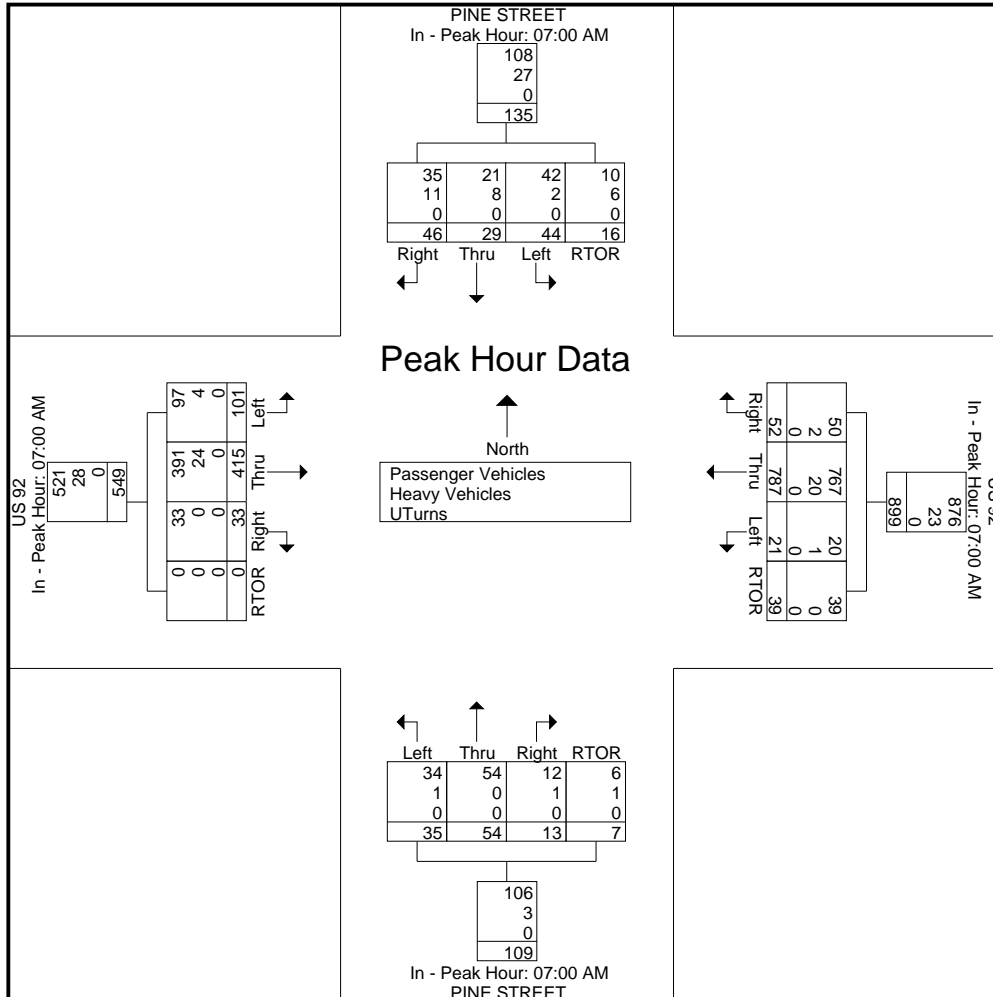 PINE STREET
In - Peak Hour: 07:00 AM
108
27
0
135
35 21 42 10
11 8 2 6
0 0 0 0
46 29 44 16
Right Thru Left RTOR
Peak Hour Data
North
Passenger Vehicles
Heavy Vehicles
UTurns
US 92
In - Peak Hour: 07:00 AM
521
28
0
549
97 4 0 101 Left
391 24 0 415 Thru
33 0 0 33 Right
0 0 0 0 RTOR
Right 52 0 2 50
Thru 787 0 20 767
Left 21 0 1 20
RTOR 39 0 0 39
876
23
0
899
US 92
In - Peak Hour: 07:00 AM
Left Thru Right RTOR
34 54 12 6
1 0 1 1
0 0 0 0
35 54 13 7
106
3
0
109
In - Peak Hour: 07:00 AM
PINE STREET